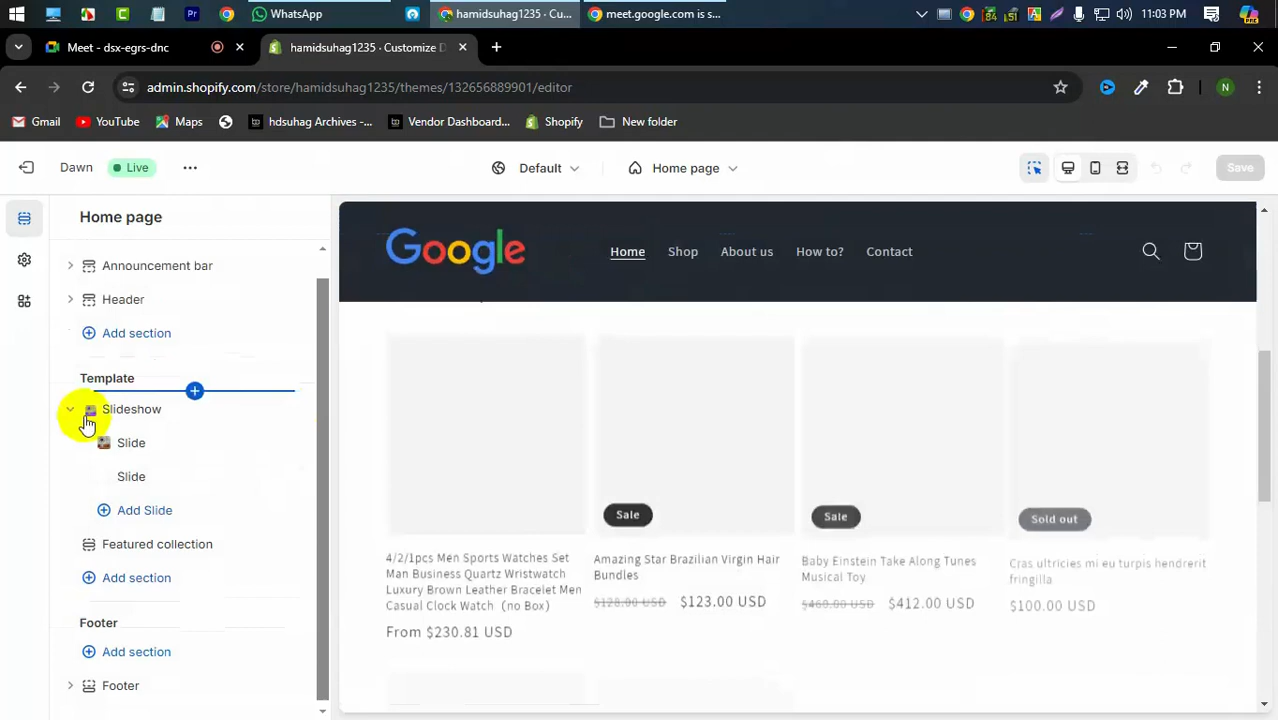 WhatsApp
hamidsuhag1235 · Cu...
meet.google.com is s...
84
51
11:03 PM
Meet - dsx-egrs-dnc
hamidsuhag1235 · Customize D
admin.shopify.com/store/hamidsuhag1235/themes/132656889901/editor
N
Gmail
YouTube
Maps
hdsuhag Archives -...
Vendor Dashboard...
Shopify
New folder
Dawn
Live
Default
Home page
Save
Home page
Announcement bar
Header
Add section
Template
Slideshow
Slide
Slide
Add Slide
Featured collection
Add section
Footer
Add section
Footer
Google
Home
Shop
About us
How to?
Contact
Sale
Sale
Sold out
4/2/1pcs Men Sports Watches Set
Man Business Quartz Wristwatch
Luxury Brown Leather Bracelet Men
Casual Clock Watch（no Box）
From $230.81 USD
Amazing Star Brazilian Virgin Hair
Bundles
$128.00 USD $123.00 USD
Baby Einstein Take Along Tunes
Musical Toy
$460.00 USD $412.00 USD
Cras ultricies mi eu turpis hendrerit
fringilla
$100.00 USD